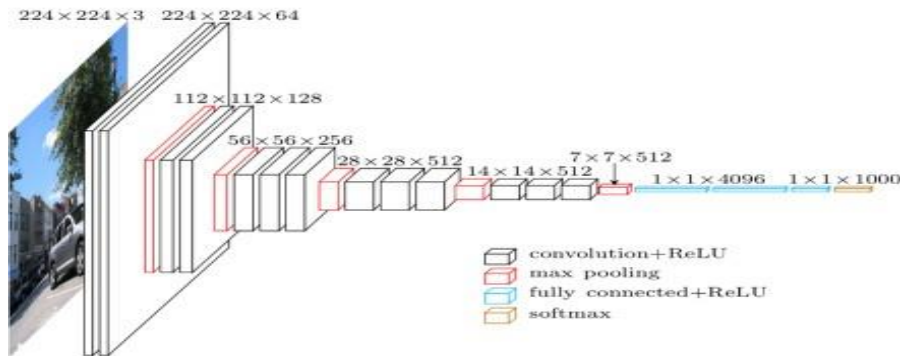 224 × 224 × 3
224 × 224 × 64
112 × 112 × 128
56 × 56 × 256
28 × 28 × 512
14 × 14 × 512
7 × 7 × 512
1 × 1 × 4096
1 × 1 × 1000
convolution+ReLU
max pooling
fully connected+ReLU
softmax